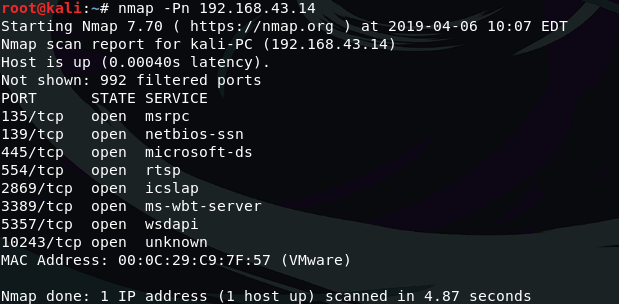 root@kali:~# nmap -Pn 192.168.43.14
Starting Nmap 7.70 ( https://nmap.org ) at 2019-04-06 10:07 EDT
Nmap scan report for kali-PC (192.168.43.14)
Host is up (0.00040s latency).
Not shown: 992 filtered ports
PORT      STATE SERVICE
135/tcp   open  msrpc
139/tcp   open  netbios-ssn
445/tcp   open  microsoft-ds
554/tcp   open  rtsp
2869/tcp  open  icslap
3389/tcp  open  ms-wbt-server
5357/tcp  open  wsdapi
10243/tcp open  unknown
MAC Address: 00:0C:29:C9:7F:57 (VMware)
Nmap done: 1 IP address (1 host up) scanned in 4.87 seconds